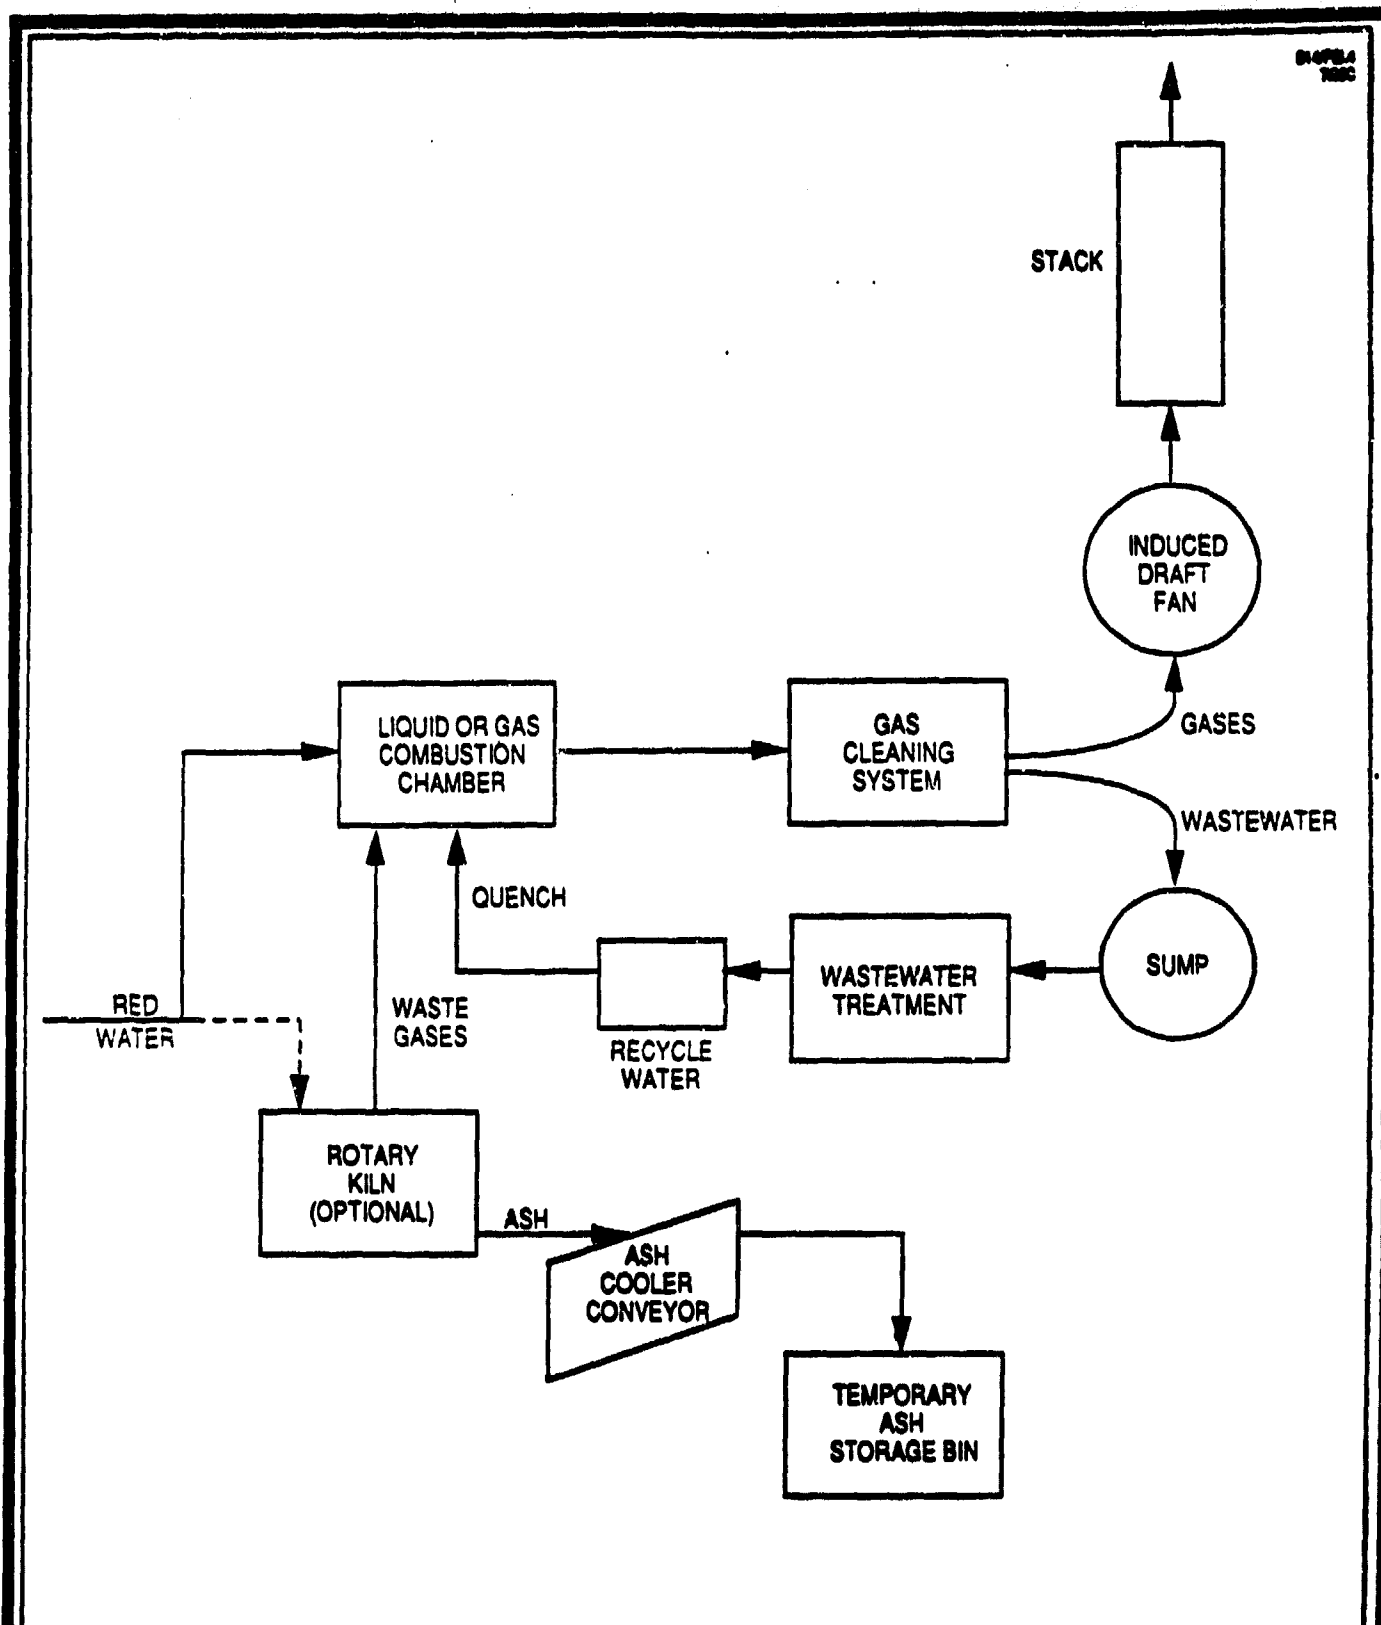 STACK
INDUCED
DRAFT
FAN
LIQUID OR GAS
COMBUSTION
CHAMBER
GAS
CLEANING
SYSTEM
GASES
WASTEWATER
QUENCH
SUMP
WASTEWATER
TREATMENT
RED
WATER
WASTE
GASES
RECYCLE
WATER
ROTARY
KILN
(OPTIONAL)
ASH
ASH
COOLER
CONVEYOR
TEMPORARY
ASH
STORAGE BIN